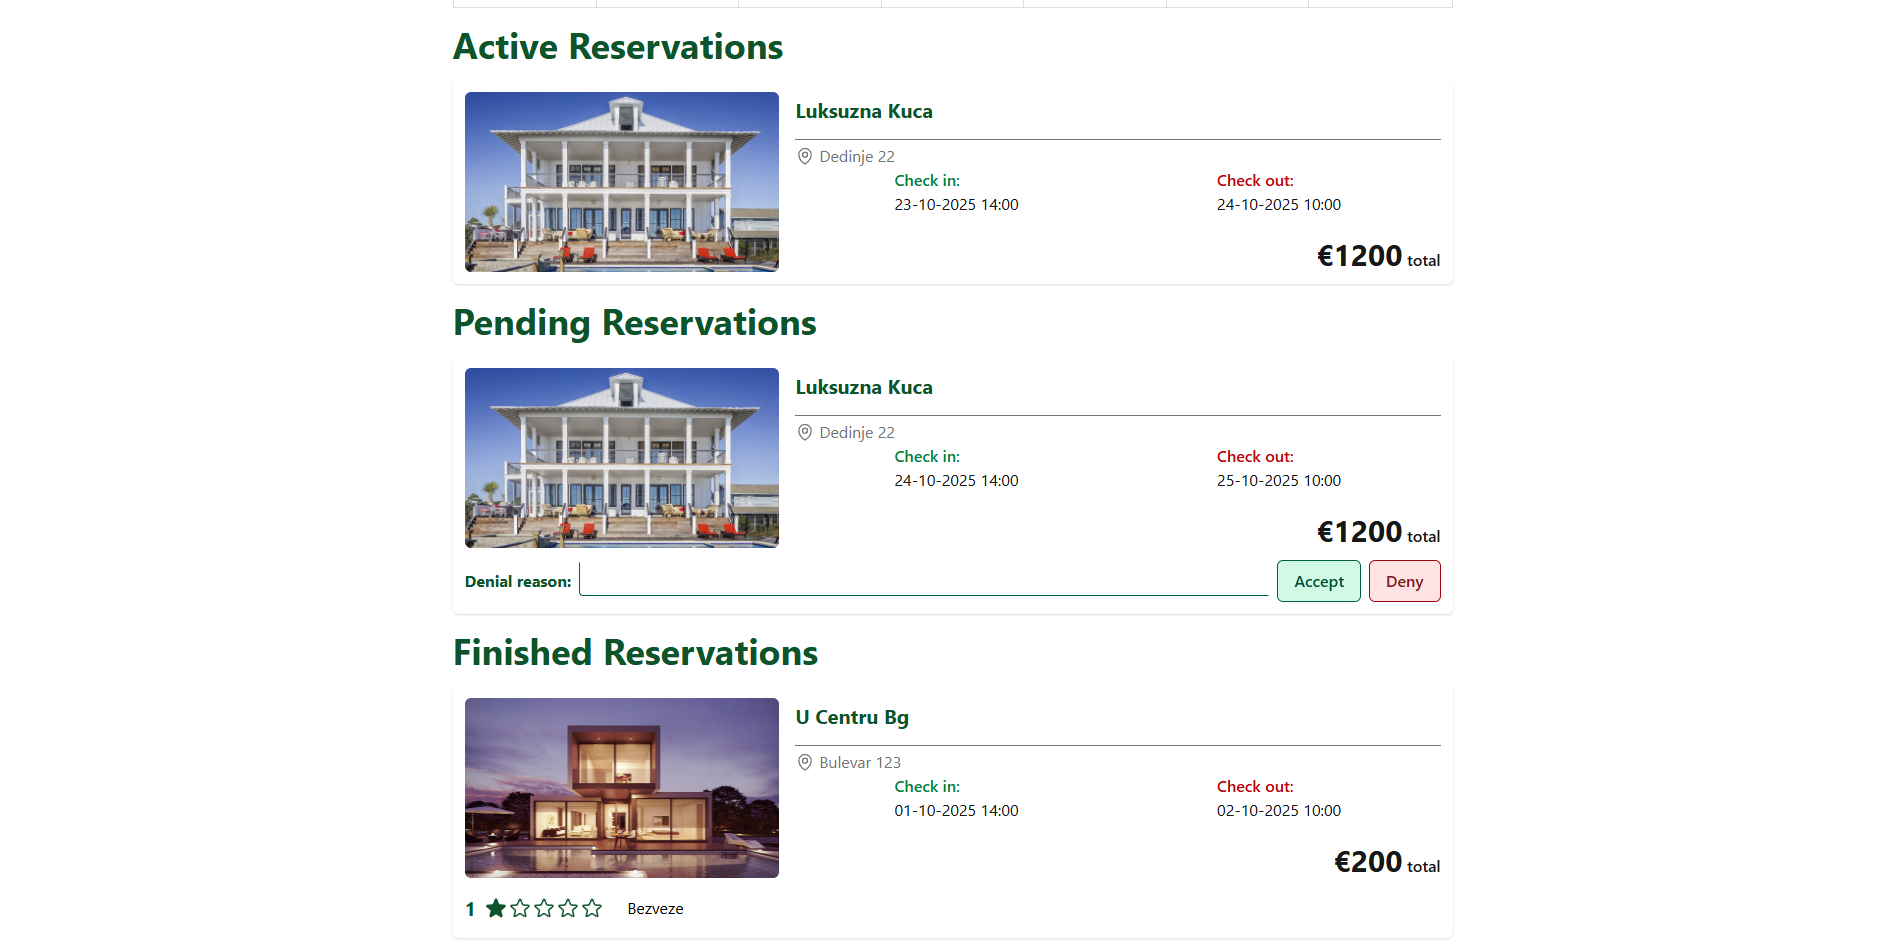 Active Reservations
Luksuzna Kuca
Dedinje 22
Check in:
Check out:
23-10-2025 14:00
24-10-2025 10:00
€1200 total
Pending Reservations
Luksuzna Kuca
Dedinje 22
Check in:
Check out:
24-10-2025 14:00
25-10-2025 10:00
€1200 total
Denial reason:
Accept
Deny
Finished Reservations
U Centru Bg
Bulevar 123
Check in:
Check out:
01-10-2025 14:00
02-10-2025 10:00
€200 total
1
Bezveze